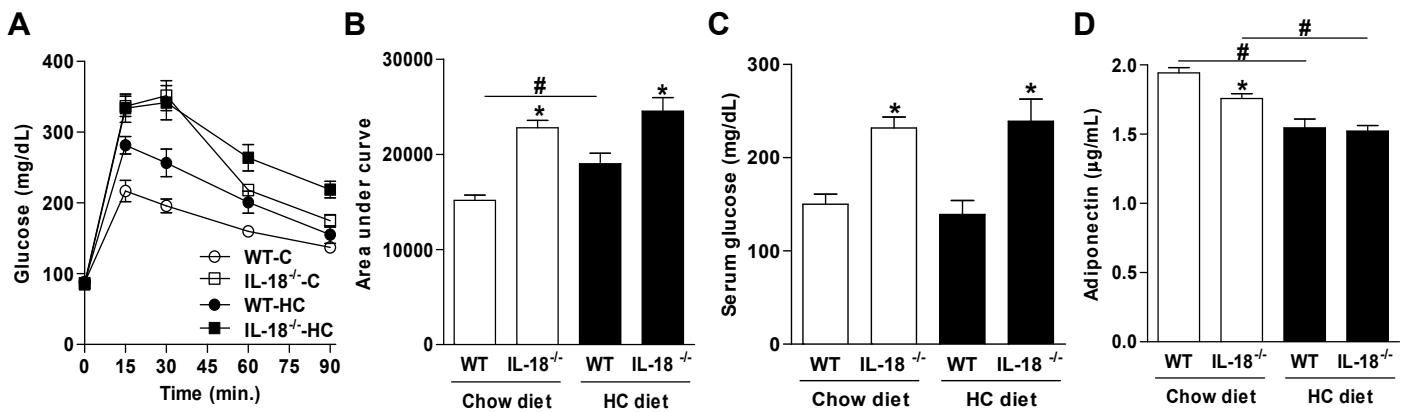 A
Glucose (mg/dL)
400
300
200
100
0
0 15 30 45 60 75 90
Time (min.)
WT-C
IL-18-/--C
WT-HC
IL-18-/--HC
B
Area under curve
30000
20000
10000
0
#
*
*
WT IL-18-/- WT IL-18-/-
Chow diet HC diet
C
Serum glucose (mg/dL)
300
200
100
0
*
*
WT IL-18-/- WT IL-18-/-
Chow diet HC diet
D
Adiponectin (µg/mL)
2.0
1.5
1.0
0.5
0.0
#
#
*
WT IL-18-/- WT IL-18-/-
Chow diet HC diet